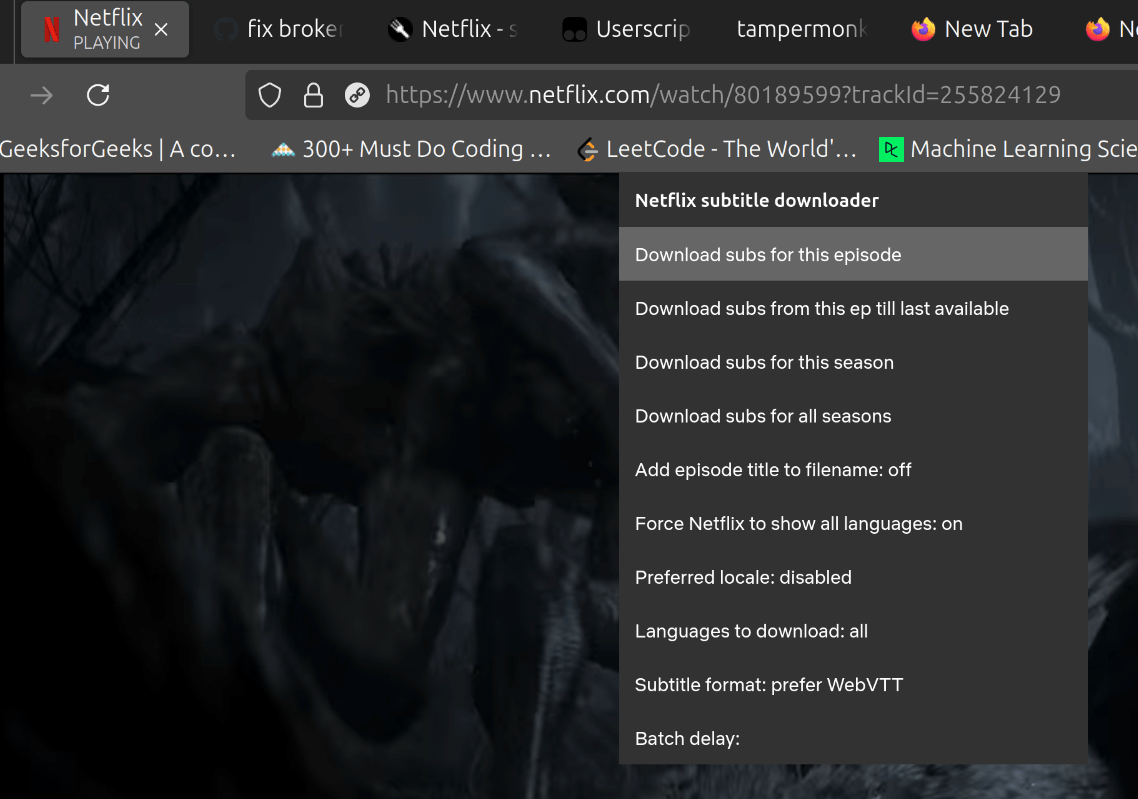 Netflix
PLAYING
fix broke
Netflix - s
Userscrip
tampermonk
New Tab
N
https://www.netflix.com/watch/80189599?trackId=255824129
GeeksforGeeks | A co…
300+ Must Do Coding …
LeetCode - The World'…
Machine Learning Scie
Netflix subtitle downloader
Download subs for this episode
Download subs from this ep till last available
Download subs for this season
Download subs for all seasons
Add episode title to filename: off
Force Netflix to show all languages: on
Preferred locale: disabled
Languages to download: all
Subtitle format: prefer WebVTT
Batch delay: